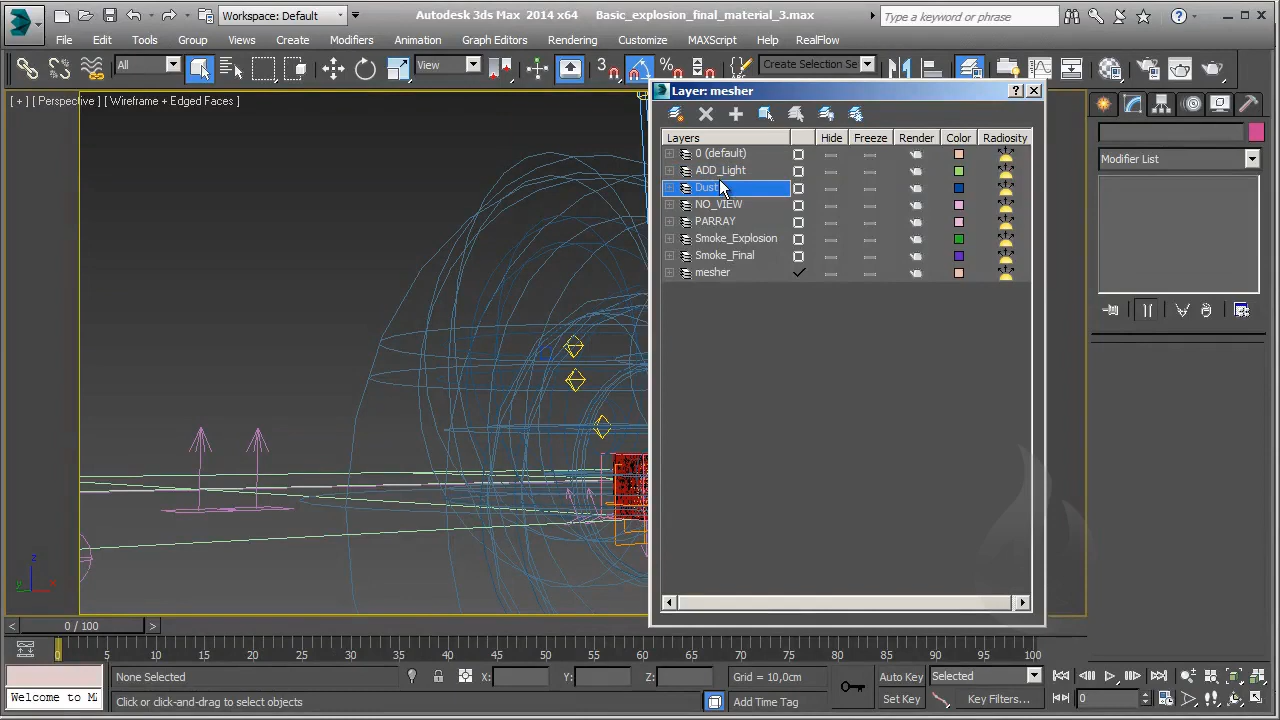 Workspace: Default
Autodesk 3ds Max 2014 x64 Basic_explosion_final_material_3.max
Type a keyword or phrase
File Edit Tools Group Views Create Modifiers Animation Graph Editors Rendering Customize MAXScript Help RealFlow
All View 3 Create Selection Se
[ + ] [ Perspective ] [ Wireframe + Edged Faces ]
Layer: mesher
Layers Hide Freeze Render Color Radiosity
0 (default)
ADD_Light
Dust
NO_VIEW
PARRAY
Smoke_Explosion
Smoke_Final
mesher
Modifier List
z
x
y
0 / 100
0 5 10 15 20 25 30 35 40 45 50 55 60 65 70 75 80 85 90 95 100
None Selected X: Y: Z: Grid = 10,0cm Auto Key Selected
Welcome to MA Click or click-and-drag to select objects Add Time Tag Set Key Key Filters... 0